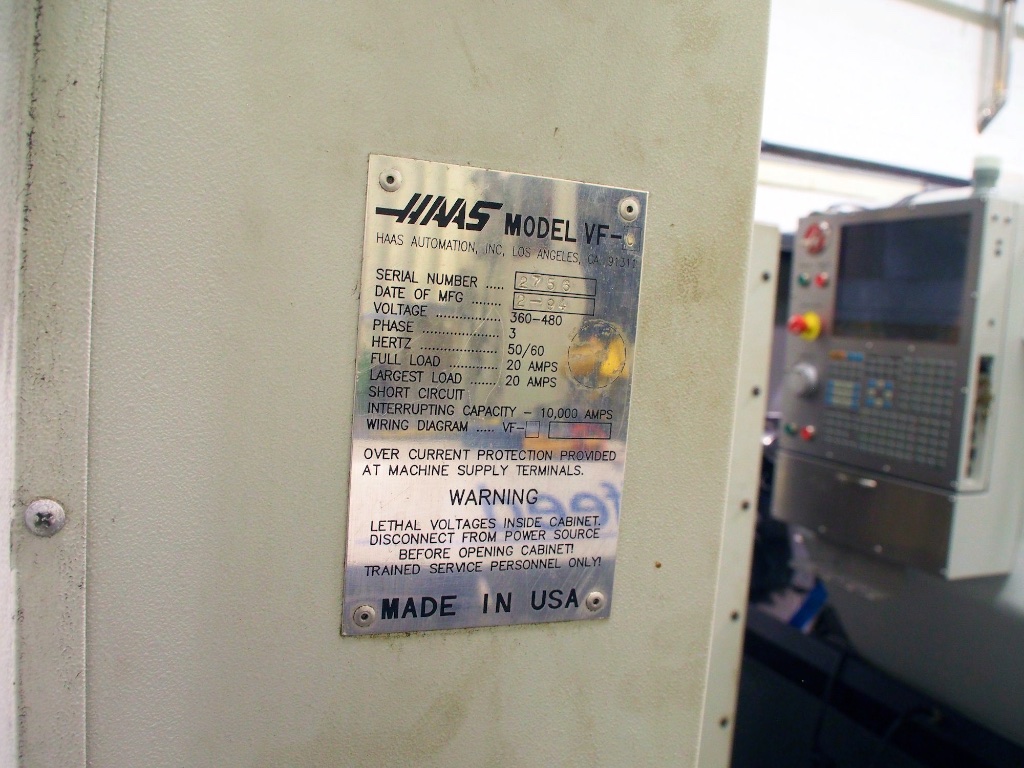 HAAS MODEL VF-
HAAS AUTOMATION, INC, LOS ANGELES, CA 91311
SERIAL NUMBER .....
DATE OF MFG ........ 2-94
VOLTAGE ................. 360-480
PHASE .................... 3
HERTZ .................... 50/60
FULL LOAD ............. 20 AMPS
LARGEST LOAD ....... 20 AMPS
SHORT CIRCUIT
INTERRUPTING CAPACITY - 10,000 AMPS
WIRING DIAGRAM ..... VF-
OVER CURRENT PROTECTION PROVIDED
AT MACHINE SUPPLY TERMINALS.
WARNING
LETHAL VOLTAGES INSIDE CABINET.
DISCONNECT FROM POWER SOURCE
BEFORE OPENING CABINET!
TRAINED SERVICE PERSONNEL ONLY!
MADE IN USA